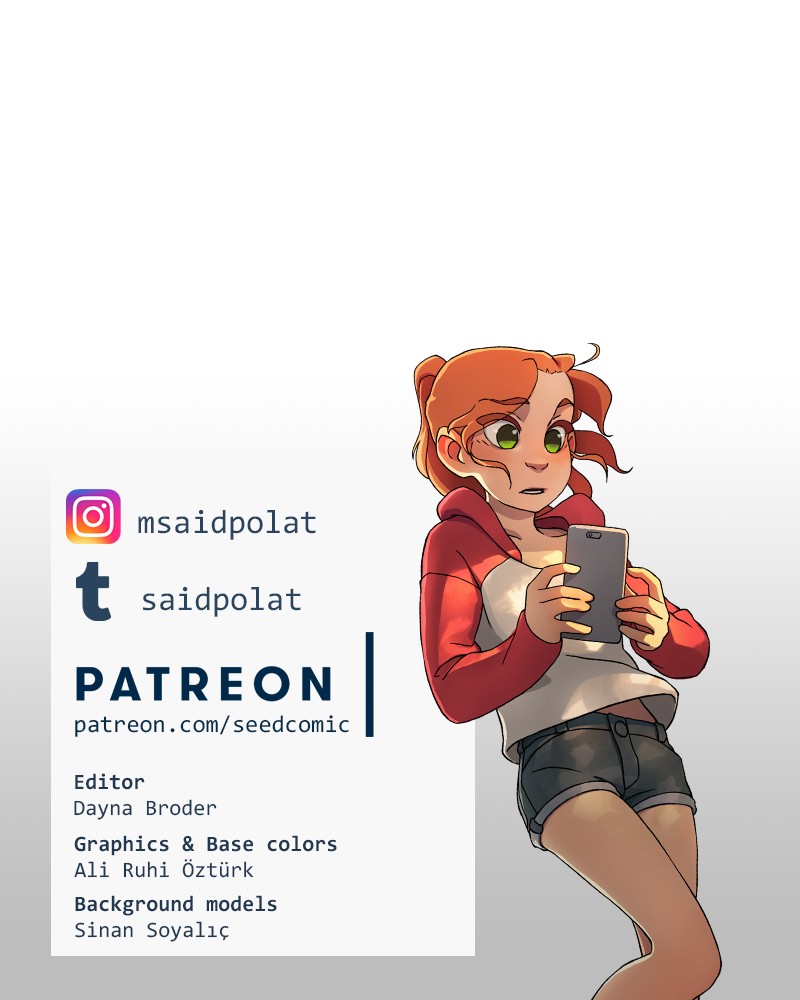 msaidpolat
saidpolat
PATREON
patreon.com/seedcomic
Editor
Dayna Broder
Graphics & Base colors
Ali Ruhi Öztürk
Background models
Sinan Soyalıç